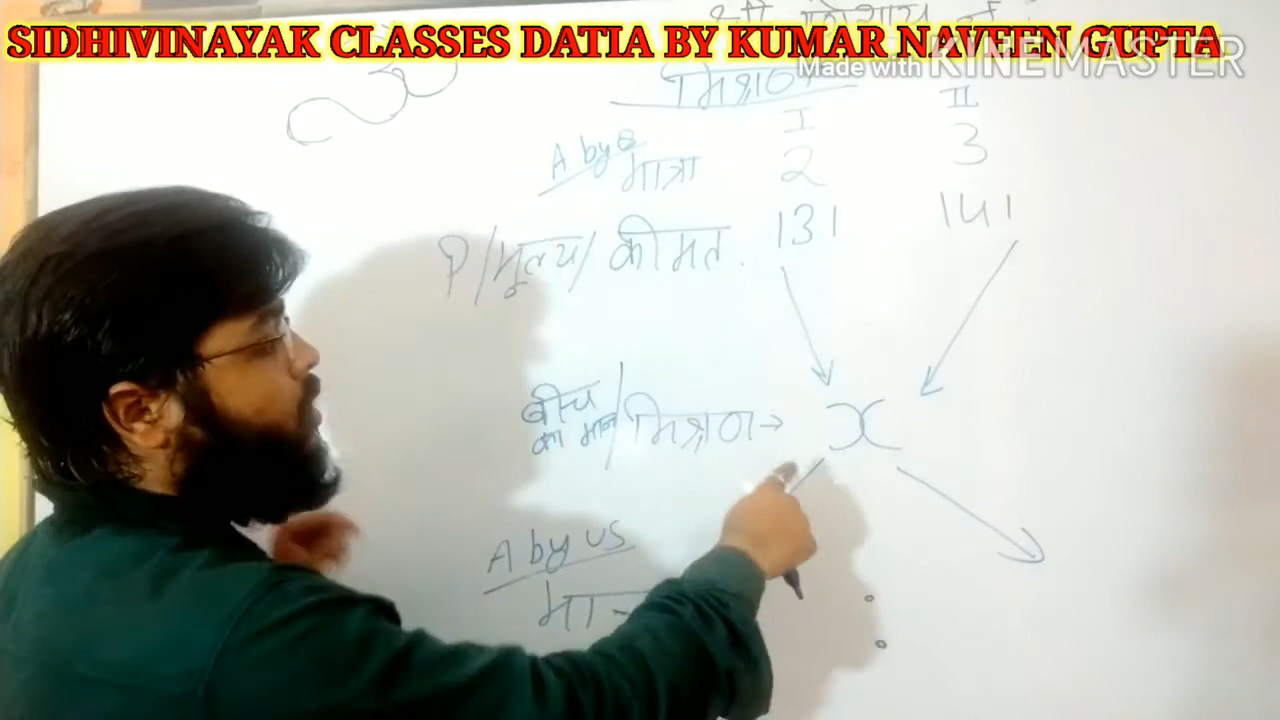 SIDHIVINAYAK CLASSES DATIA BY KUMAR NAVEEN GUPTA
Made with KINEMASTER
मिश्रण
I II
A by
मात्रा 2 3
P/मूल्य/कीमत. 131 141
बीच का मान/मिश्रण→ x
A by US
मा
: